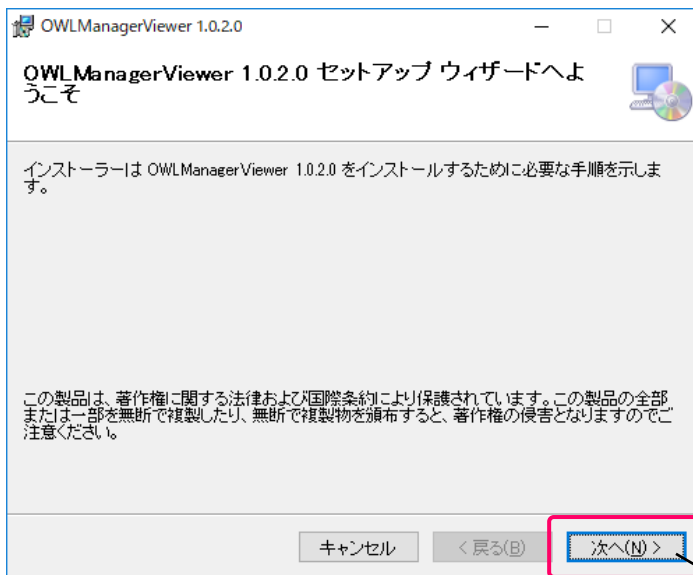 OWLManagerViewer 1.0.2.0
OWLManagerViewer 1.0.2.0 セットアップ ウィザードへよ
うこそ
インストーラーは OWLManagerViewer 1.0.2.0 をインストールするために必要な手順を示しま
す。
この製品は、著作権に関する法律および国際条約により保護されています。この製品の全部
または一部を無断で複製したり、無断で複製物を頒布すると、著作権の侵害となりますのでご
注意ください。
キャンセル
< 戻る(B)
次へ(N) >